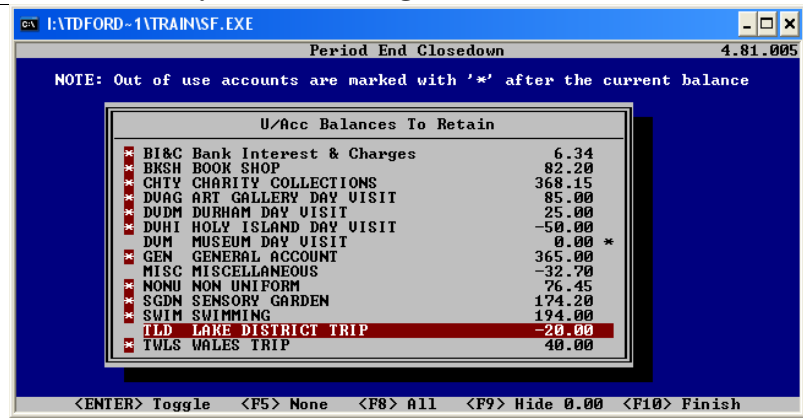 I:\TDFORD~1\TRAIN\SF.EXE
Period End Closedown 4.81.005
NOTE: Out of use accounts are marked with '*' after the current balance
U/Acc Balances To Retain
* BI&C Bank Interest & Charges 6.34
* BKSH BOOK SHOP 82.20
* CHTY CHARITY COLLECTIONS 368.15
* DVAG ART GALLERY DAY VISIT 85.00
* DVDM DURHAM DAY VISIT 25.00
* DVHI HOLY ISLAND DAY VISIT -50.00
DVM MUSEUM DAY VISIT 0.00 *
* GEN GENERAL ACCOUNT 365.00
MISC MISCELLANEOUS -32.70
* NONU NON UNIFORM 76.45
* SGDN SENSORY GARDEN 174.20
* SWIM SWIMMING 194.00
TLD LAKE DISTRICT TRIP -20.00
* TWLS WALES TRIP 40.00
<ENTER> Toggle <F5> None <F8> All <F9> Hide 0.00 <F10> Finish